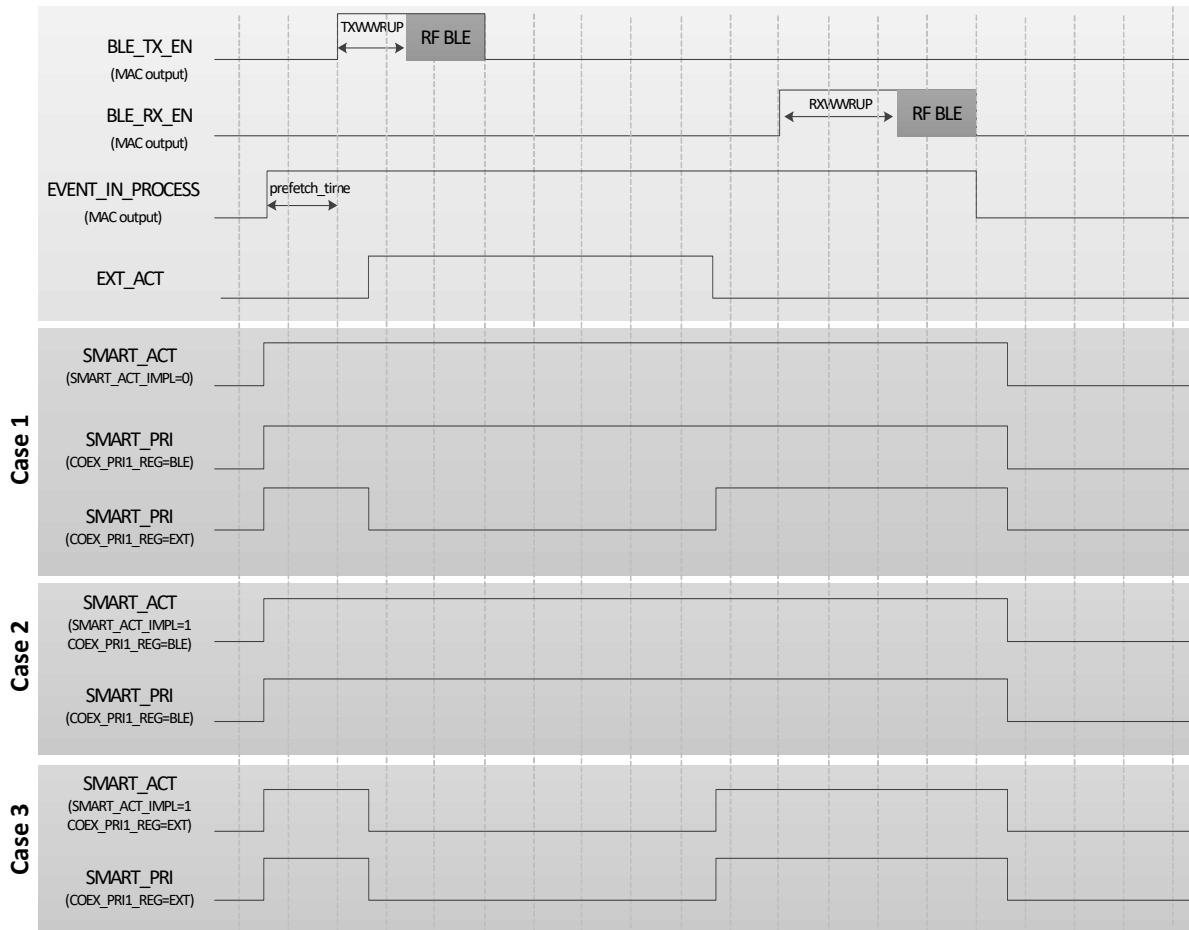 TXWWRUP
RF BLE
BLE_TX_EN
(MAC output)
RXWWRUP
RF BLE
BLE_RX_EN
(MAC output)
prefetch_time
EVENT_IN_PROCESS
(MAC output)
EXT_ACT
Case 1
SMART_ACT
(SMART_ACT_IMPL=0)
SMART_PRI
(COEX_PRI1_REG=BLE)
SMART_PRI
(COEX_PRI1_REG=EXT)
Case 2
SMART_ACT
(SMART_ACT_IMPL=1
COEX_PRI1_REG=BLE)
SMART_PRI
(COEX_PRI1_REG=BLE)
Case 3
SMART_ACT
(SMART_ACT_IMPL=1
COEX_PRI1_REG=EXT)
SMART_PRI
(COEX_PRI1_REG=EXT)